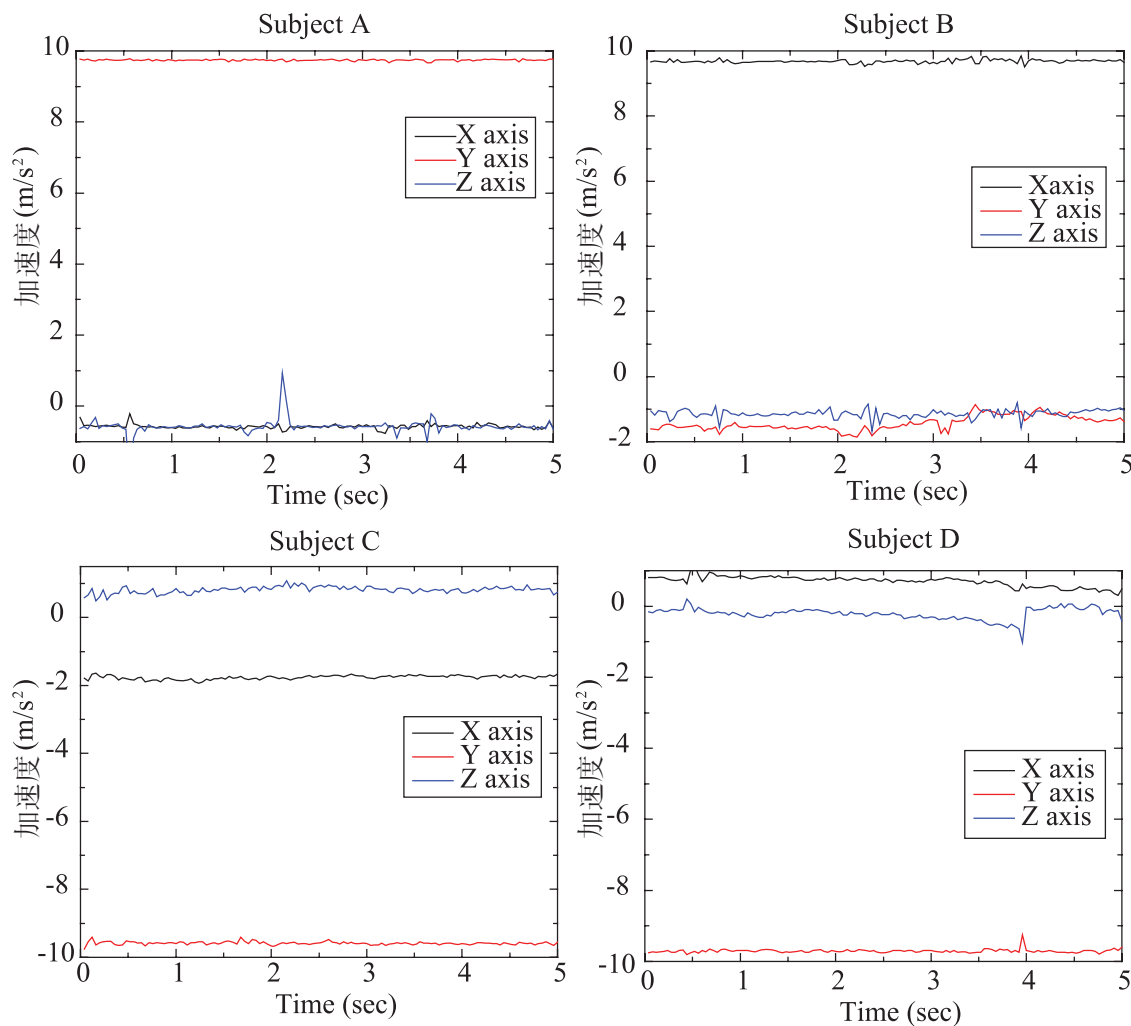 Subject A
10
8
6
4
2
0
加速度 (m/s²)
X axis
Y axis
Z axis
0 1 2 3 4 5
Time (sec)
Subject B
10
8
6
4
2
0
-2
加速度 (m/s²)
Xaxis
Y axis
Z axis
0 1 2 3 4 5
Time (sec)
Subject C
0
-2
-4
-6
-8
-10
加速度 (m/s²)
X axis
Y axis
Z axis
0 1 2 3 4 5
Time (sec)
Subject D
0
-2
-4
-6
-8
-10
加速度 (m/s²)
X axis
Y axis
Z axis
0 1 2 3 4 5
Time (sec)